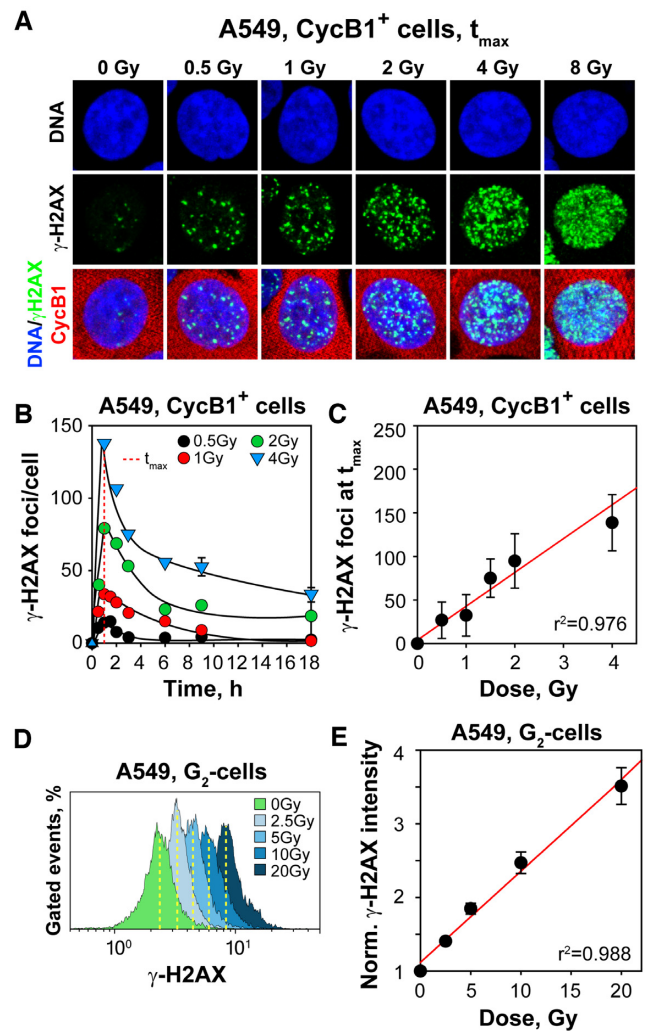 A
A549, CycB1+ cells, tmax
0 Gy 0.5 Gy 1 Gy 2 Gy 4 Gy 8 Gy
DNA
γ-H2AX
DNA/γH2AX
CycB1
B
A549, CycB1+ cells
150
100
50
0
γ-H2AX foci/cell
tmax
0.5Gy
2Gy
1Gy
4Gy
0 2 4 6 8 10 12 14 16 18
Time, h
C
A549, CycB1+ cells
250
200
150
100
50
0
γ-H2AX foci at tmax
r²=0.976
0 1 2 3 4
Dose, Gy
D
A549, G2-cells
Gated events, %
0Gy
2.5Gy
5Gy
10Gy
20Gy
10⁰ 10¹
γ-H2AX
E
A549, G2-cells
4
3
2
1
Norm. γ-H2AX intensity
r²=0.988
0 5 10 15 20
Dose, Gy